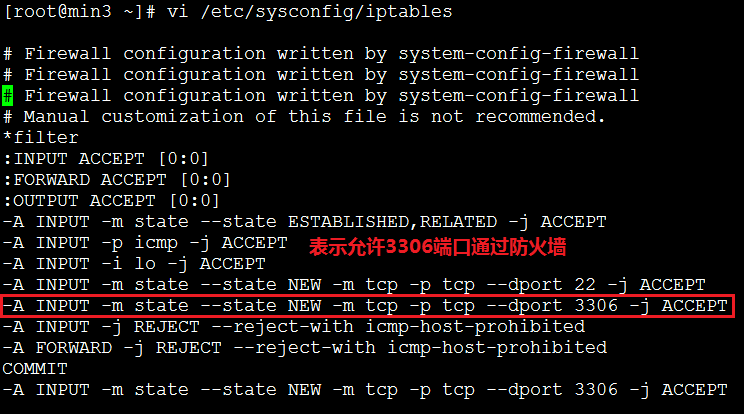 [root@min3 ~]# vi /etc/sysconfig/iptables
# Firewall configuration written by system-config-firewall
# Firewall configuration written by system-config-firewall
# Firewall configuration written by system-config-firewall
# Manual customization of this file is not recommended.
*filter
:INPUT ACCEPT [0:0]
:FORWARD ACCEPT [0:0]
:OUTPUT ACCEPT [0:0]
-A INPUT -m state --state ESTABLISHED,RELATED -j ACCEPT
-A INPUT -p icmp -j ACCEPT 表示允许3306端口通过防火墙
-A INPUT -i lo -j ACCEPT
-A INPUT -m state --state NEW -m tcp -p tcp --dport 22 -j ACCEPT
-A INPUT -m state --state NEW -m tcp -p tcp --dport 3306 -j ACCEPT
-A INPUT -j REJECT --reject-with icmp-host-prohibited
-A FORWARD -j REJECT --reject-with icmp-host-prohibited
COMMIT
-A INPUT -m state --state NEW -m tcp -p tcp --dport 3306 -j ACCEPT